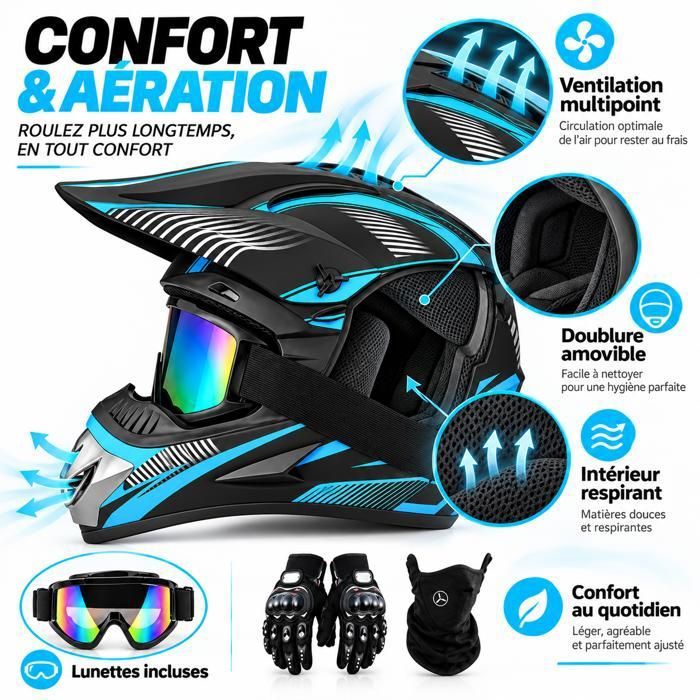 CONFORT
& AÉRATION
ROULEZ PLUS LONGTEMPS,
EN TOUT CONFORT
Ventilation
multipoint
Circulation optimale
de l'air pour rester au frais
Doublure
amovible
Facile à nettoyer
pour une hygiène parfaite
Intérieur
respirant
Matières douces
et respirantes
Lunettes incluses
Confort
au quotidien
Léger, agréable
et parfaitement ajusté